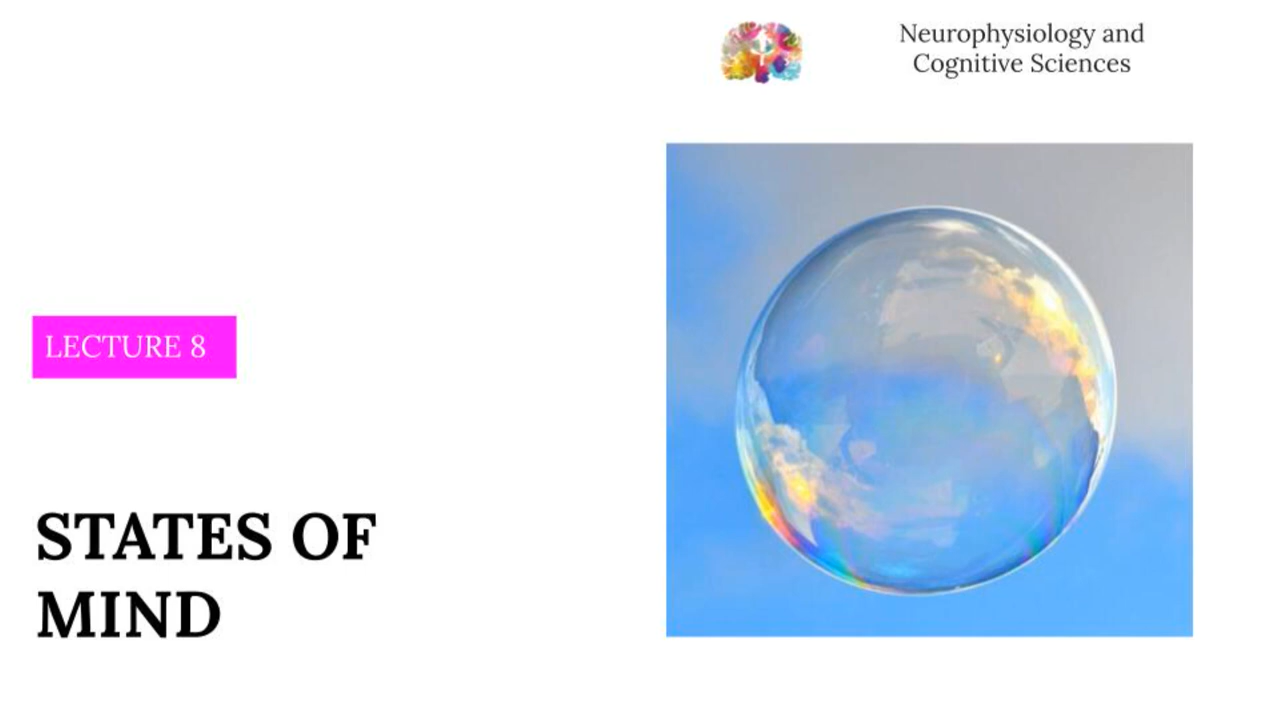 Neurophysiology and
Cognitive Sciences
LECTURE 8
STATES OF
MIND